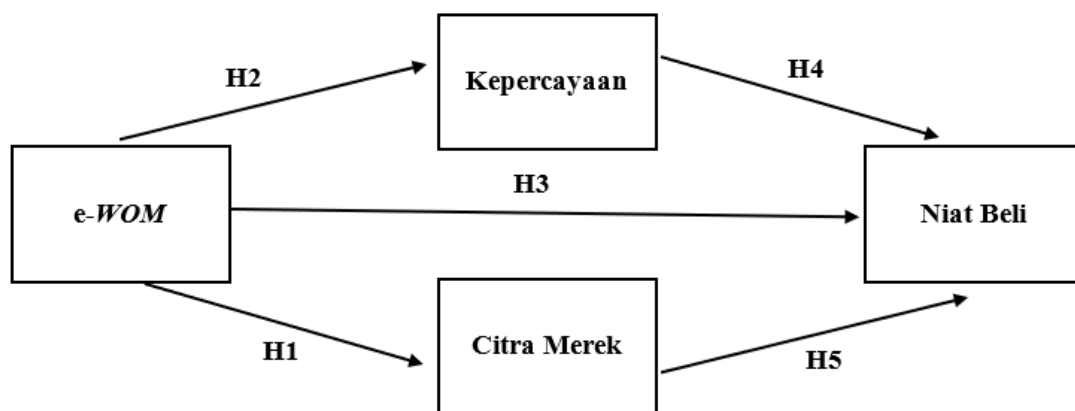 Kepercayaan
H2
H4
e-WOM
H3
Niat Beli
H1
Citra Merek
H5